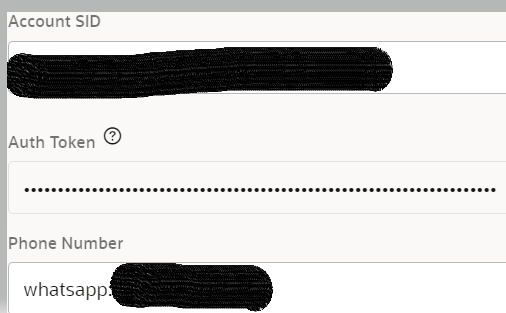 Account SID
Auth Token ?
••••••••••••••••••••••••••••••••••••••••••••••••••••••••••••••••••••••
Phone Number
whatsapp: